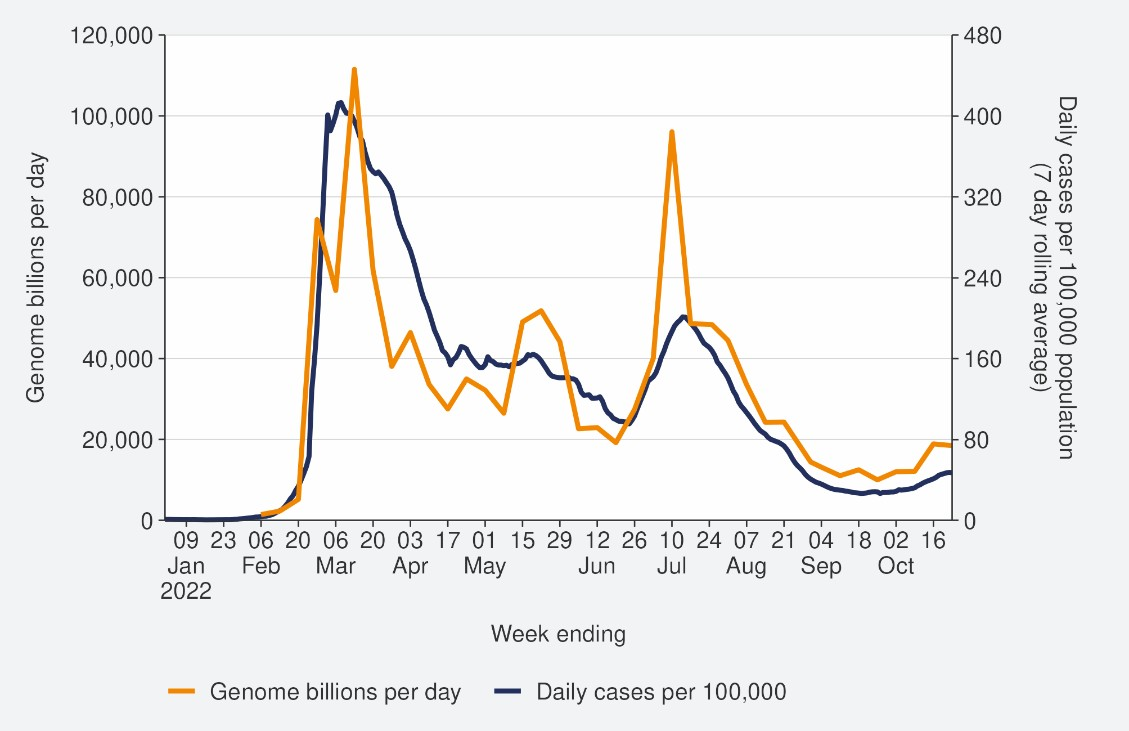 120,000
100,000
80,000
60,000
40,000
20,000
0
Genome billions per day
480
400
320
240
160
80
0
Daily cases per 100,000 population
(7 day rolling average)
09 23 06 20 06 20 03 17 01 15 29 12 26 10 24 07 21 04 18 02 16
Jan Feb Mar Apr May Jun Jul Aug Sep Oct
2022
Week ending
Genome billions per day Daily cases per 100,000